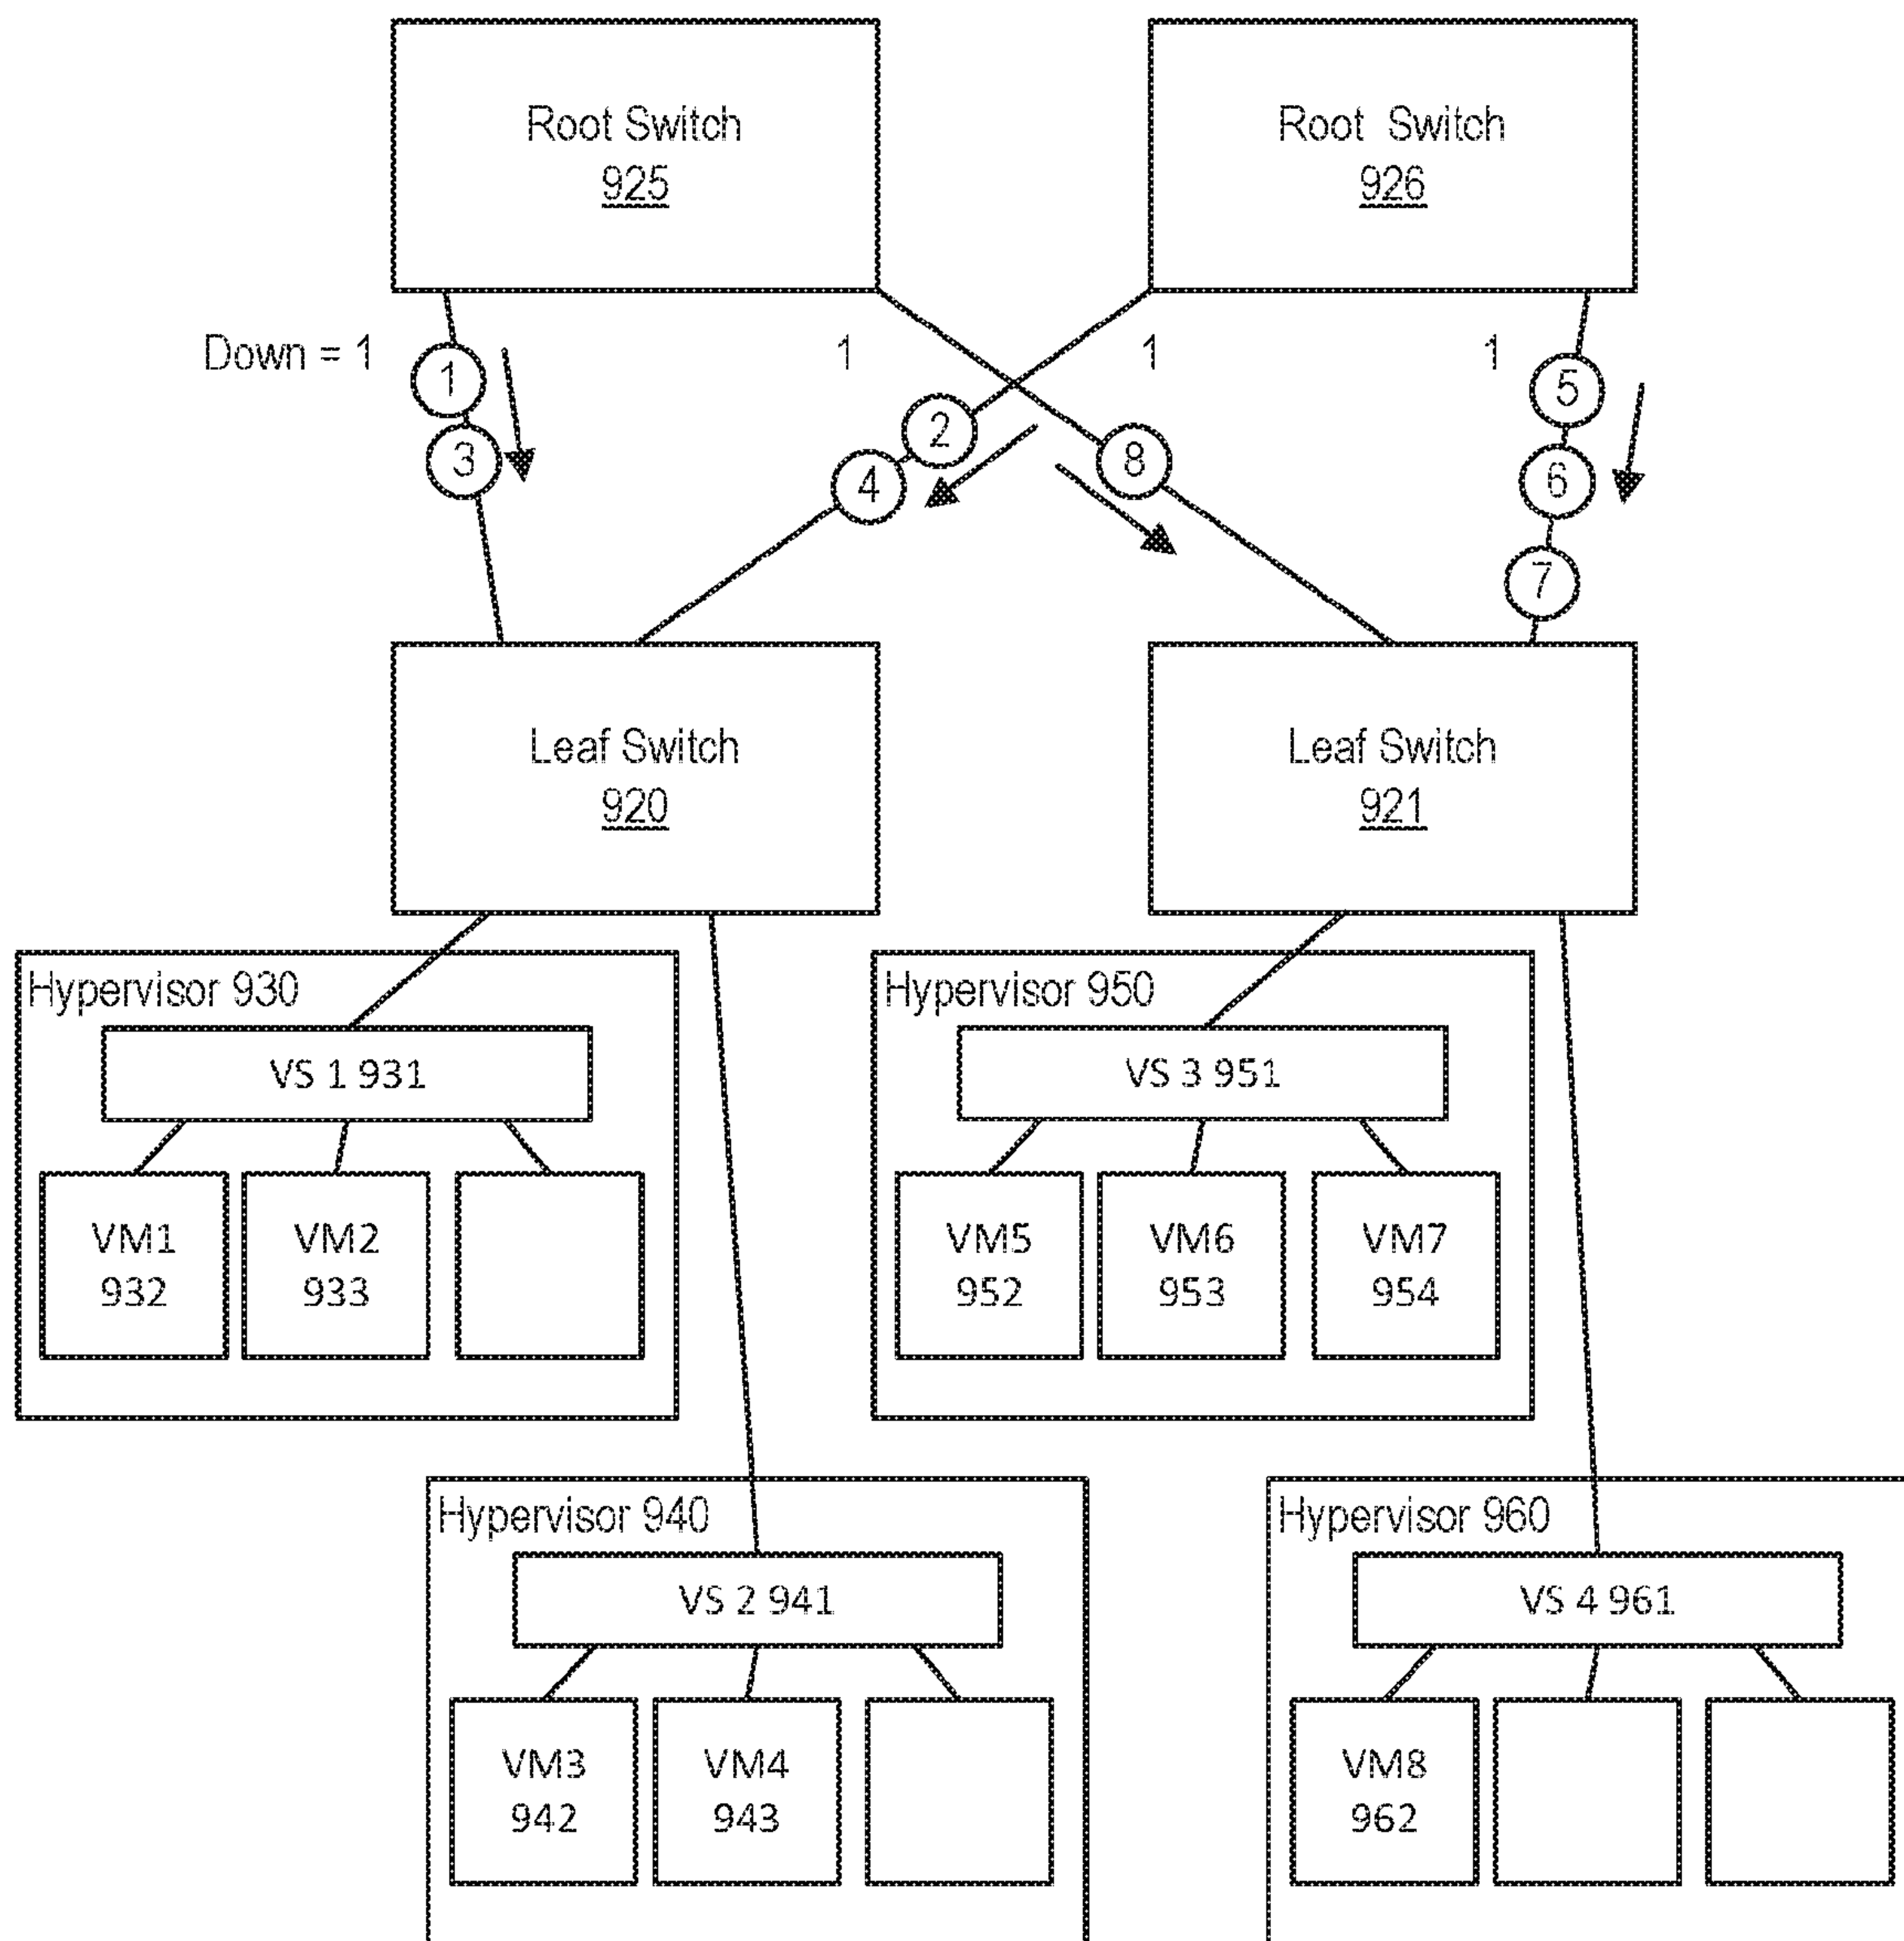 Root Switch
925
Root Switch
926
Down = 1
1
1
1
1
3
2
4
8
5
6
7
Leaf Switch
920
Leaf Switch
921
Hypervisor 930
VS 1 931
VM1
932
VM2
933
Hypervisor 950
VS 3 951
VM5
952
VM6
953
VM7
954
Hypervisor 940
VS 2 941
VM3
942
VM4
943
Hypervisor 960
VS 4 961
VM8
962